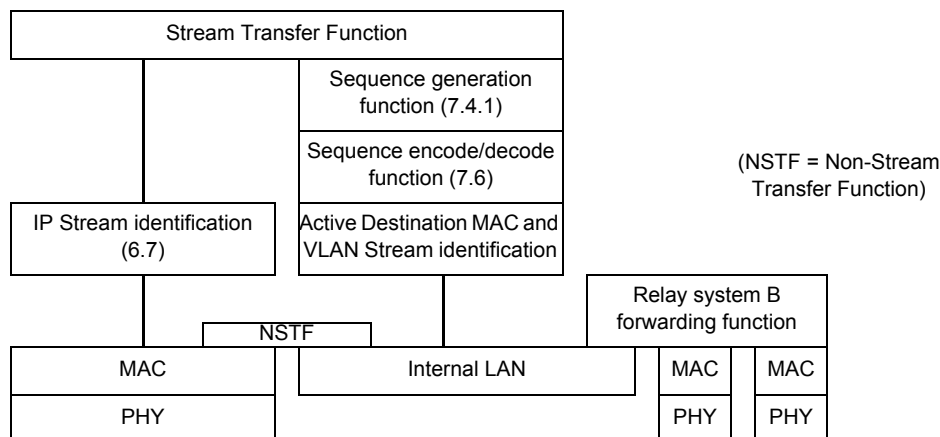 Stream Transfer Function
Sequence generation
function (7.4.1)
Sequence encode/decode
function (7.6)
(NSTF = Non-Stream
Transfer Function)
IP Stream identification
(6.7)
Active Destination MAC and
VLAN Stream identification
Relay system B
forwarding function
NSTF
MAC
Internal LAN
MAC
MAC
PHY
PHY
PHY